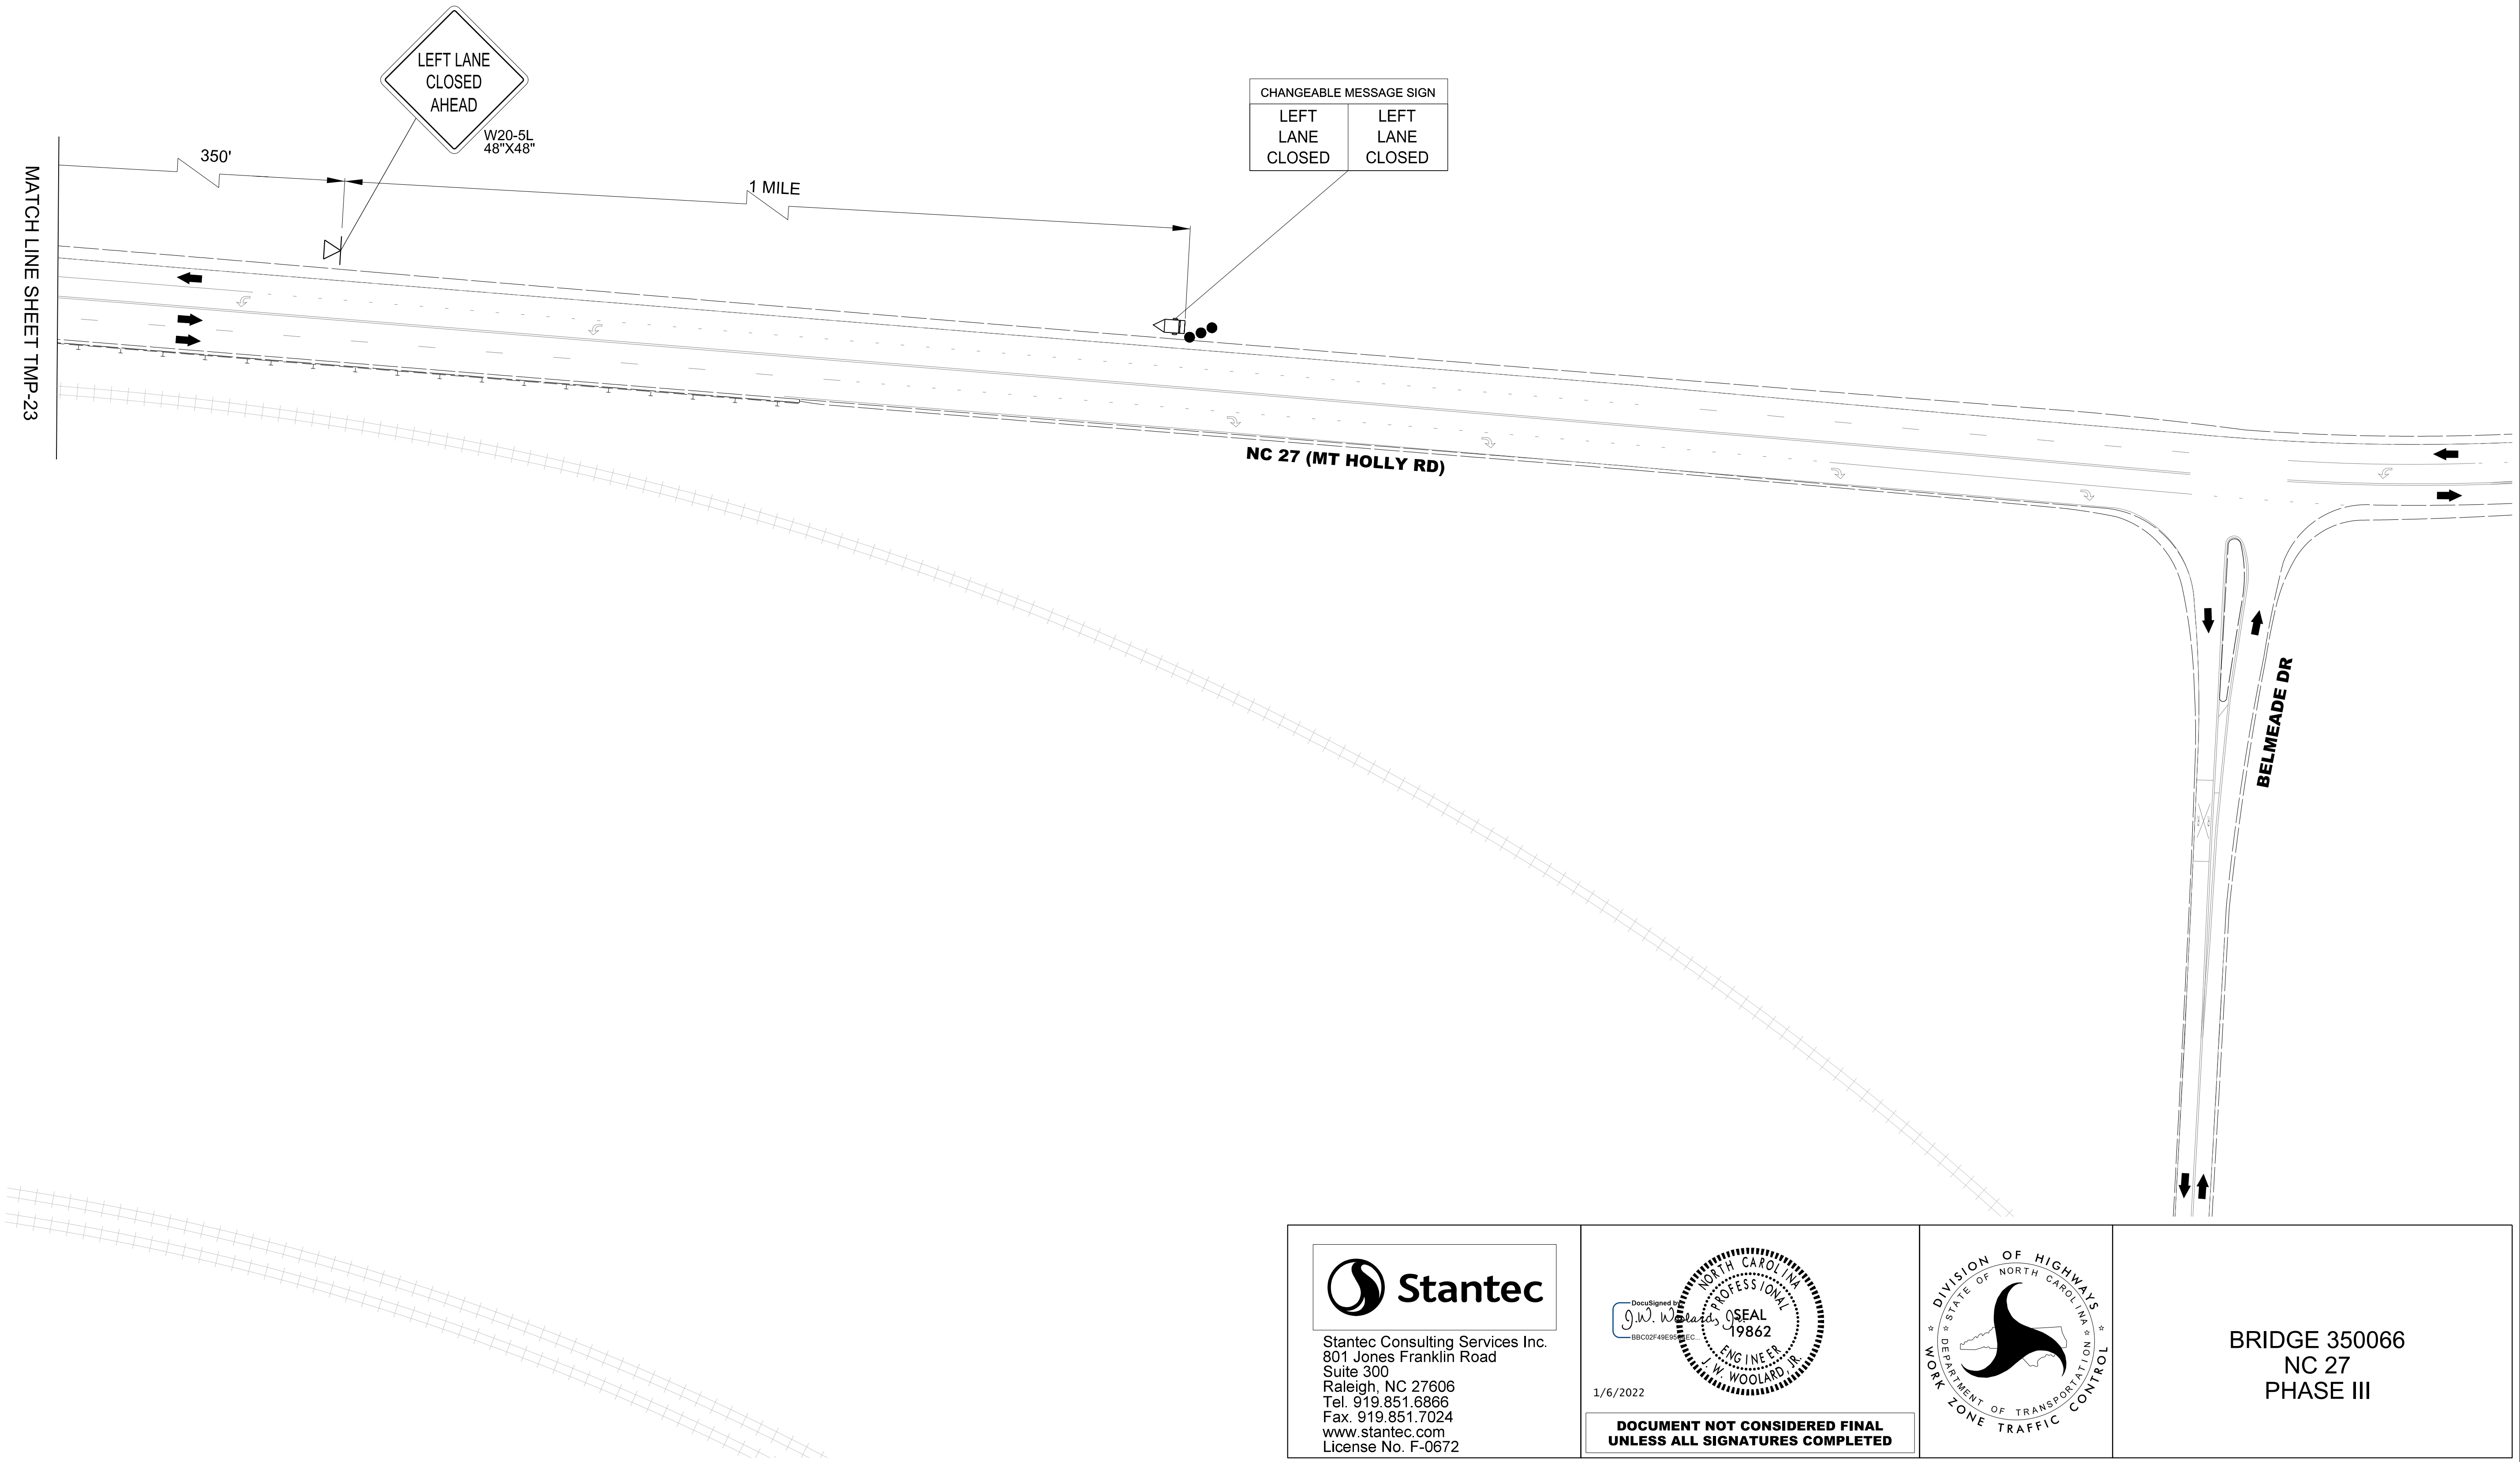 LEFT LANE
CLOSED
AHEAD
W20-5L
48"X48"
CHANGEABLE MESSAGE SIGN
LEFT
LANE
CLOSED
LEFT
LANE
CLOSED
350'
1 MILE
MATCH LINE SHEET TMP-23
NC 27 (MT HOLLY RD)
BELMEADE DR
Stantec
Stantec Consulting Services Inc.
801 Jones Franklin Road
Suite 300
Raleigh, NC 27606
Tel. 919.851.6866
Fax. 919.851.7024
www.stantec.com
License No. F-0672
DocuSigned by
J.W. Woolard, Jr.
NORTH CAROLINA
PROFESSIONAL
SEAL
19862
ENGINEER
J. W. WOOLARD, JR.
1/6/2022
DOCUMENT NOT CONSIDERED FINAL
UNLESS ALL SIGNATURES COMPLETED
DIVISION OF HIGHWAYS
STATE OF NORTH CAROLINA
DEPARTMENT OF TRANSPORTATION
WORK ZONE TRAFFIC CONTROL
BRIDGE 350066
NC 27
PHASE III